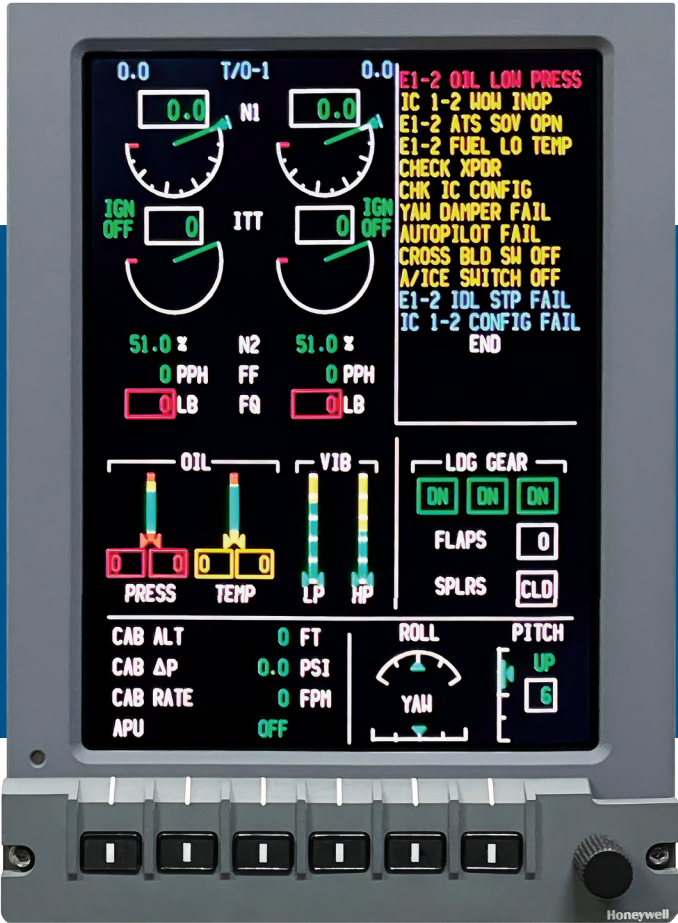 0.0 T/O-1 0.0
0.0 N1 0.0
IGN OFF 0 ITT 0 IGN OFF
51.0 % N2 51.0 %
0 PPH FF 0 PPH
0 LB FQ 0 LB
E1-2 OIL LOW PRESS
IC 1-2 WOW INOP
E1-2 ATS SOV OPN
E1-2 FUEL LO TEMP
CHECK XPDR
CHK IC CONFIG
YAW DAMPER FAIL
AUTOPILOT FAIL
CROSS BLD SW OFF
A/ICE SWITCH OFF
E1-2 IDL STP FAIL
IC 1-2 CONFIG FAIL
END
OIL VIB
0 0 0 0
PRESS TEMP LP HP
LDG GEAR
DN DN DN
FLAPS 0
SPLRS CLD
CAB ALT 0 FT
CAB ΔP 0.0 PSI
CAB RATE 0 FPM
APU OFF
ROLL PITCH
UP
YAW 6
Honeywell